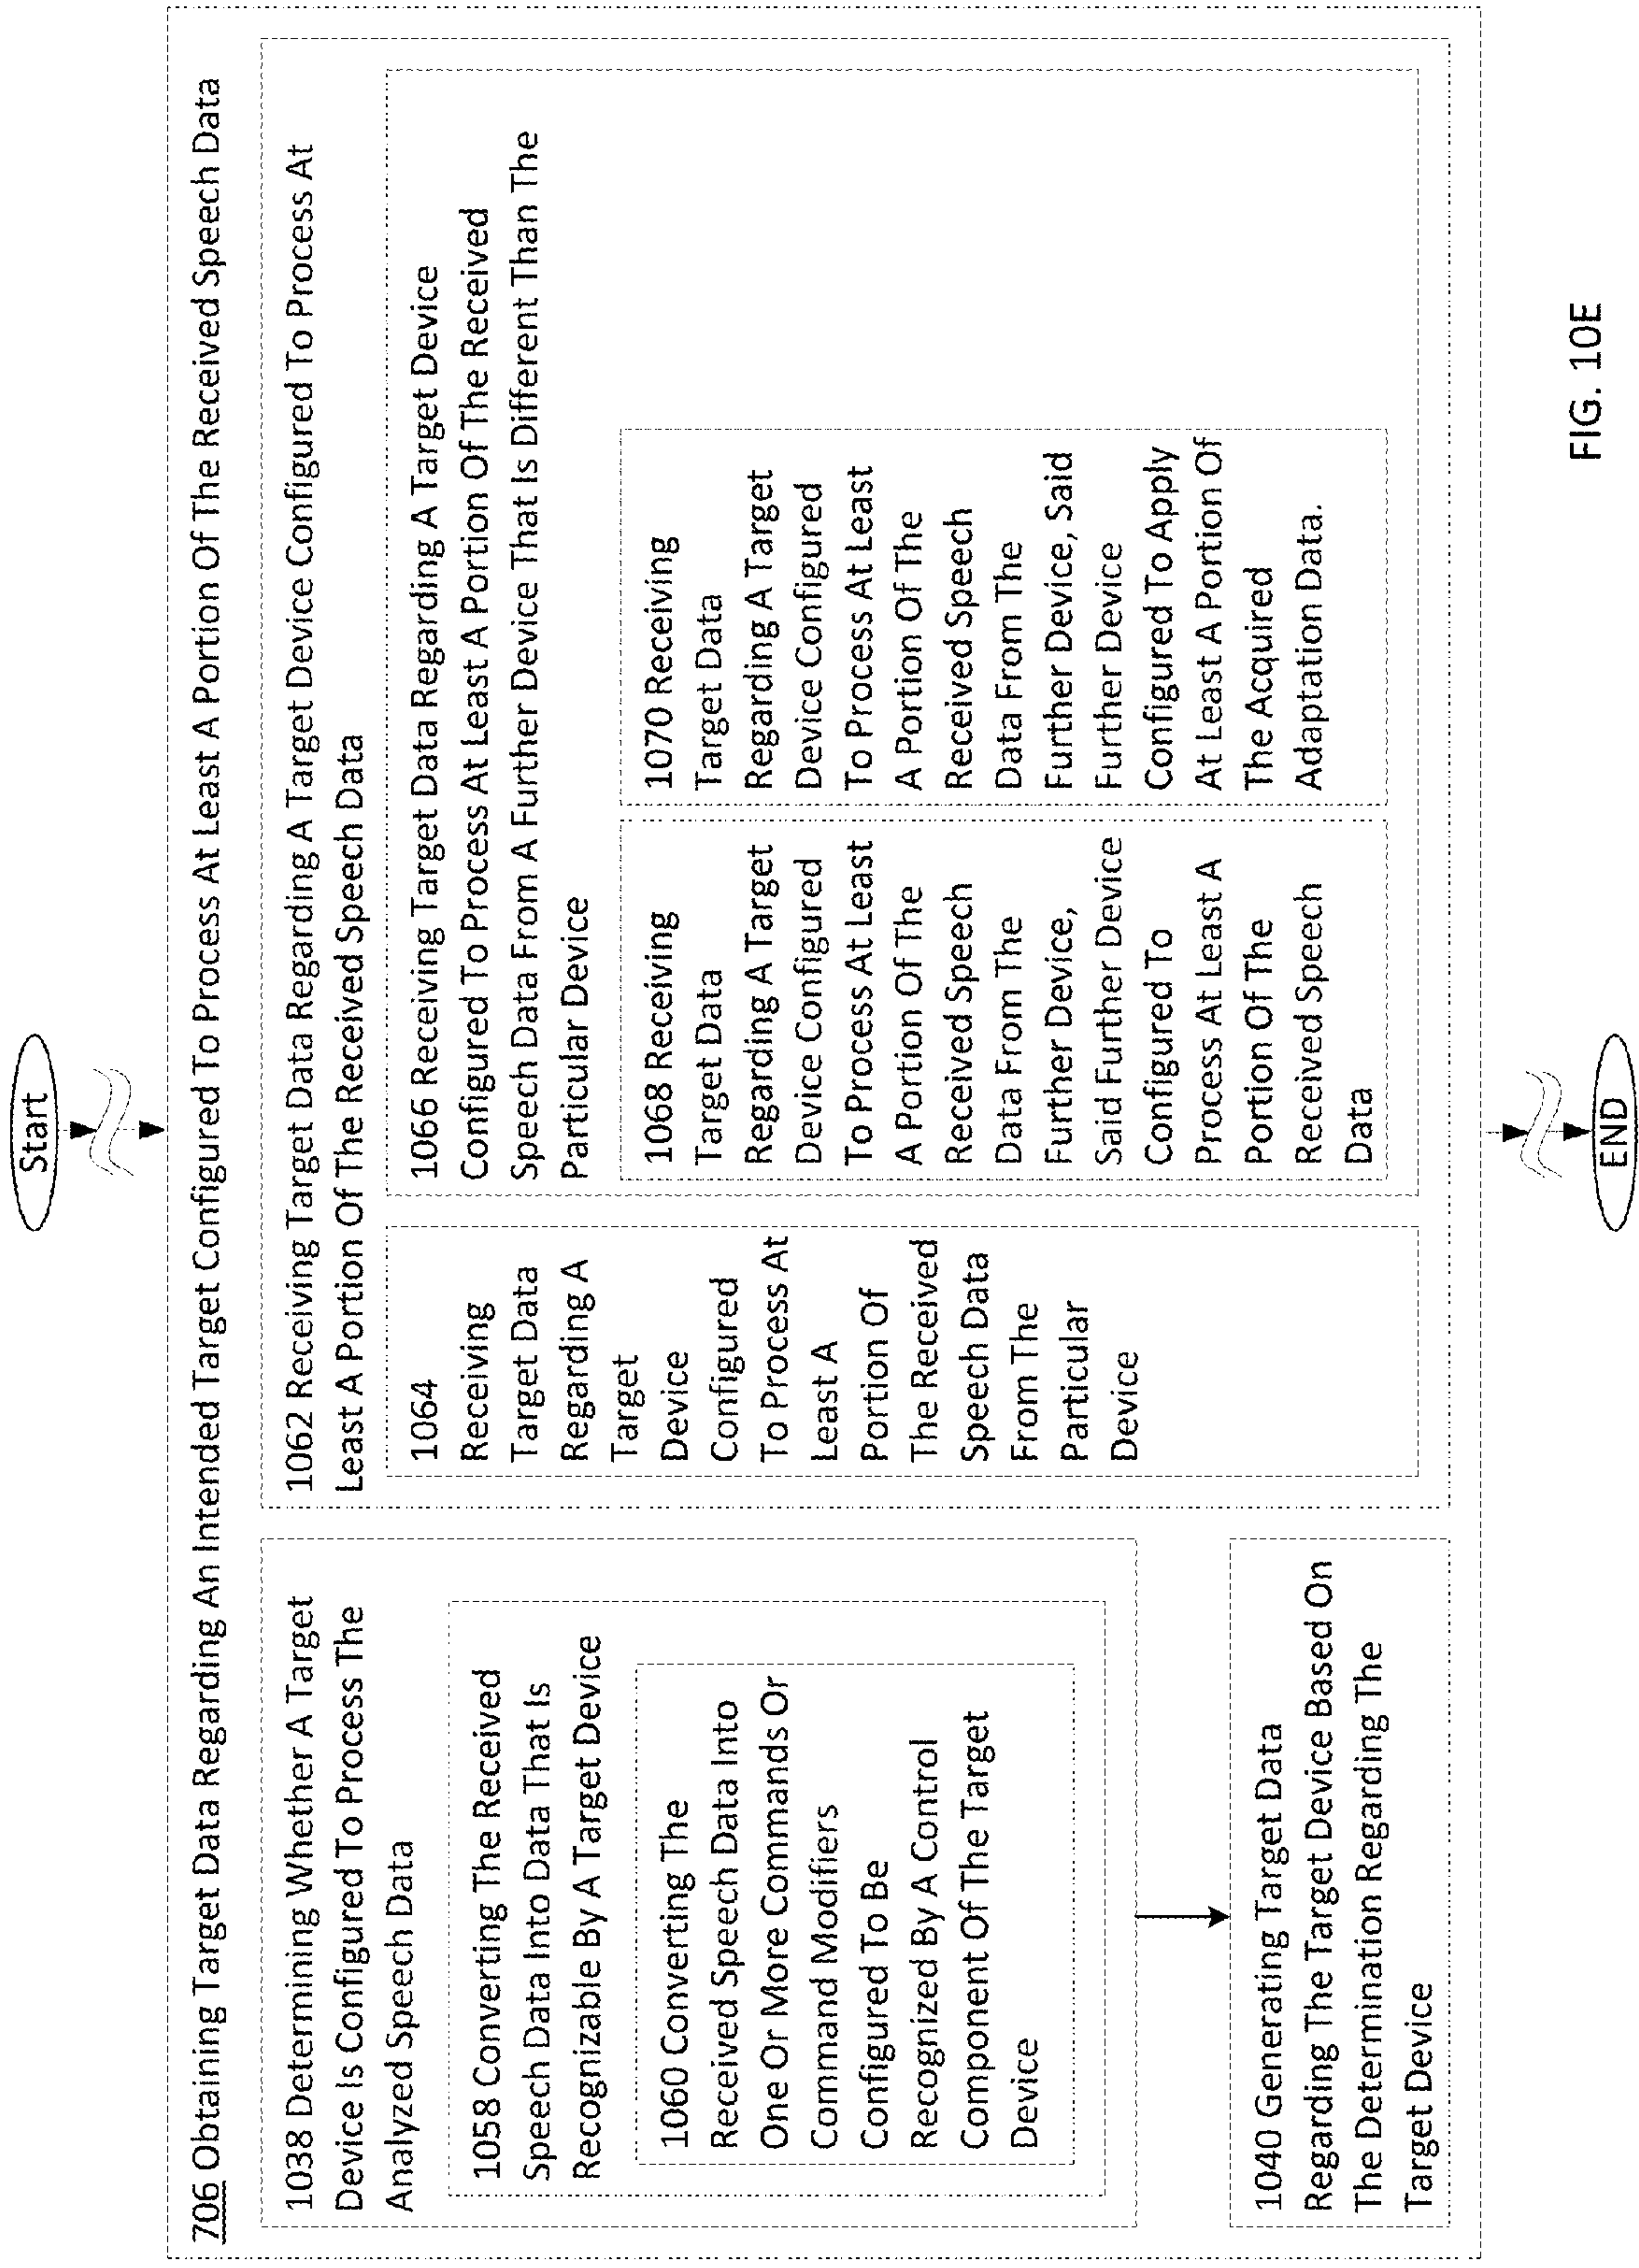 Start
706 Obtaining Target Data Regarding An Intended Target Configured To Process At Least A Portion Of The Received Speech Data
1038 Determining Whether A Target
Device Is Configured To Process The
Analyzed Speech Data
1058 Converting The Received
Speech Data Into Data That Is
Recognizable By A Target Device
1060 Converting The
Received Speech Data Into
One Or More Commands Or
Command Modifiers
Configured To Be
Recognized By A Control
Component Of The Target
Device
1040 Generating Target Data
Regarding The Target Device Based On
The Determination Regarding The
Target Device
1062 Receiving Target Data Regarding A Target Device Configured To Process At
Least A Portion Of The Received Speech Data
1064
Receiving
Target Data
Regarding A
Target
Device
Configured
To Process At
Least A
Portion Of
The Received
Speech Data
From The
Particular
Device
1066 Receiving Target Data Regarding A Target Device
Configured To Process At Least A Portion Of The Received
Speech Data From A Further Device That Is Different Than The
Particular Device
1068 Receiving
Target Data
Regarding A Target
Device Configured
To Process At Least
A Portion Of The
Received Speech
Data From The
Further Device,
Said Further Device
Configured To
Process At Least A
Portion Of The
Received Speech
Data
1070 Receiving
Target Data
Regarding A Target
Device Configured
To Process At Least
A Portion Of The
Received Speech
Data From The
Further Device, Said
Further Device
Configured To Apply
At Least A Portion Of
The Acquired
Adaptation Data.
END
FIG. 10E